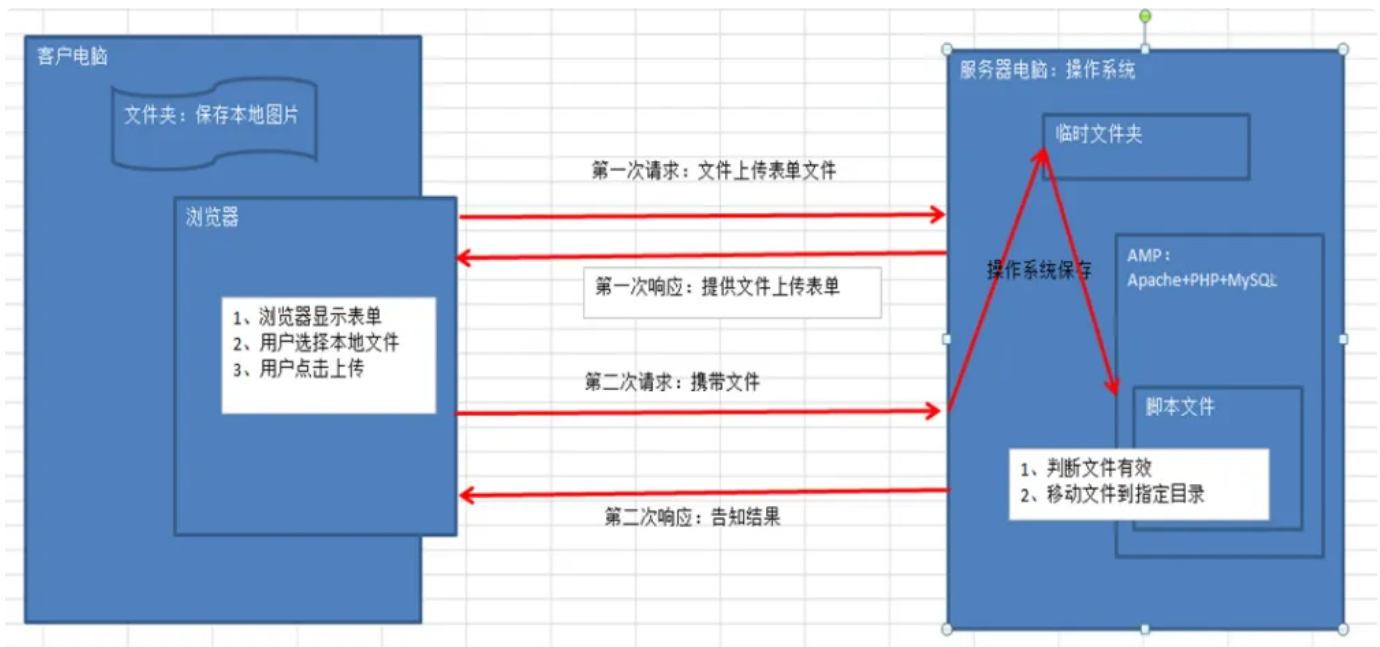 客户电脑
文件夹：保存本地图片
浏览器
1、浏览器显示表单
2、用户选择本地文件
3、用户点击上传
第一次请求：文件上传表单文件
第一次响应：提供文件上传表单
第二次请求：携带文件
第二次响应：告知结果
服务器电脑：操作系统
临时文件夹
操作系统保存
AMP：
Apache+PHP+MySQL
脚本文件
1、判断文件有效
2、移动文件到指定目录